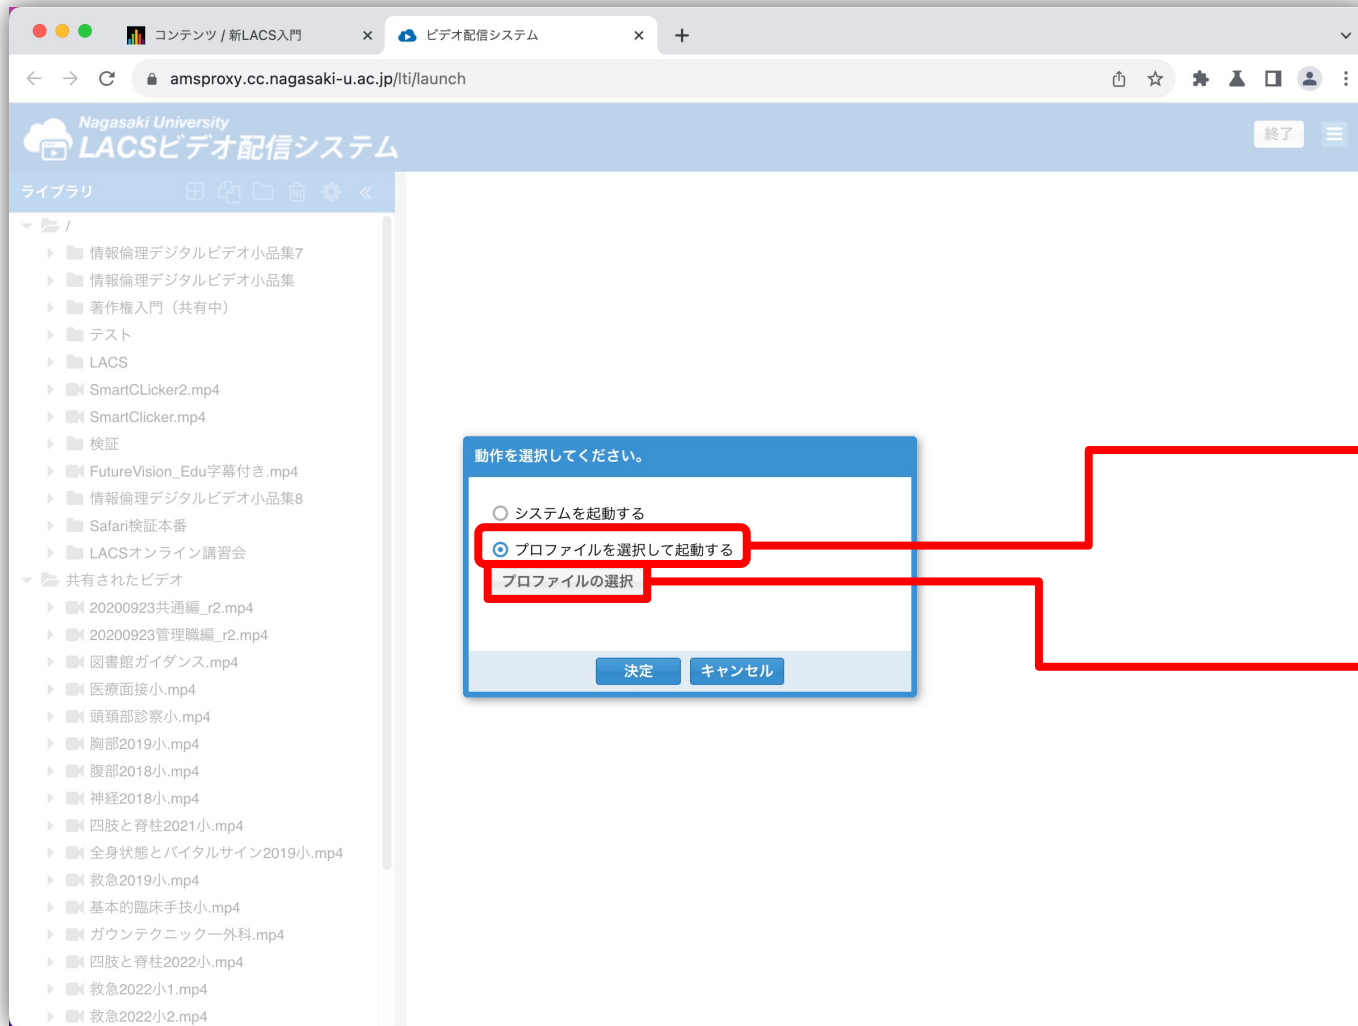 コンテンツ / 新LACS入門
ビデオ配信システム
amsproxy.cc.nagasaki-u.ac.jp/lti/launch
Nagasaki University
LACSビデオ配信システム
終了
ライブラリ
/
情報倫理デジタルビデオ小品集7
情報倫理デジタルビデオ小品集
著作権入門（共有中）
テスト
LACS
SmartCLicker2.mp4
SmartClicker.mp4
検証
FutureVision_Edu字幕付き.mp4
情報倫理デジタルビデオ小品集8
Safari検証本番
LACSオンライン講習会
共有されたビデオ
20200923共通編_r2.mp4
20200923管理職編_r2.mp4
図書館ガイダンス.mp4
医療面接小.mp4
頭頚部診察小.mp4
胸部2019小.mp4
腹部2018小.mp4
神経2018小.mp4
四肢と脊柱2021小.mp4
全身状態とバイタルサイン2019小.mp4
救急2019小.mp4
基本的臨床手技小.mp4
ガウンテクニック一外科.mp4
四肢と脊柱2022小.mp4
救急2022小1.mp4
救急2022小2.mp4
動作を選択してください。
システムを起動する
プロファイルを選択して起動する
プロファイルの選択
決定
キャンセル